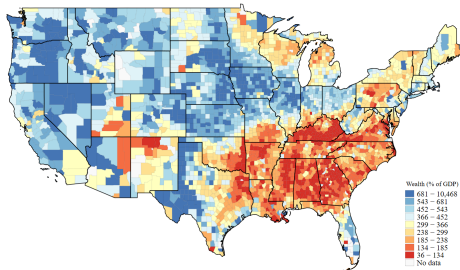 Wealth (% of GDP)
681 − 10,468
543 − 681
452 − 543
366 − 452
299 − 366
238 − 299
185 − 238
134 − 185
36 − 134
No data